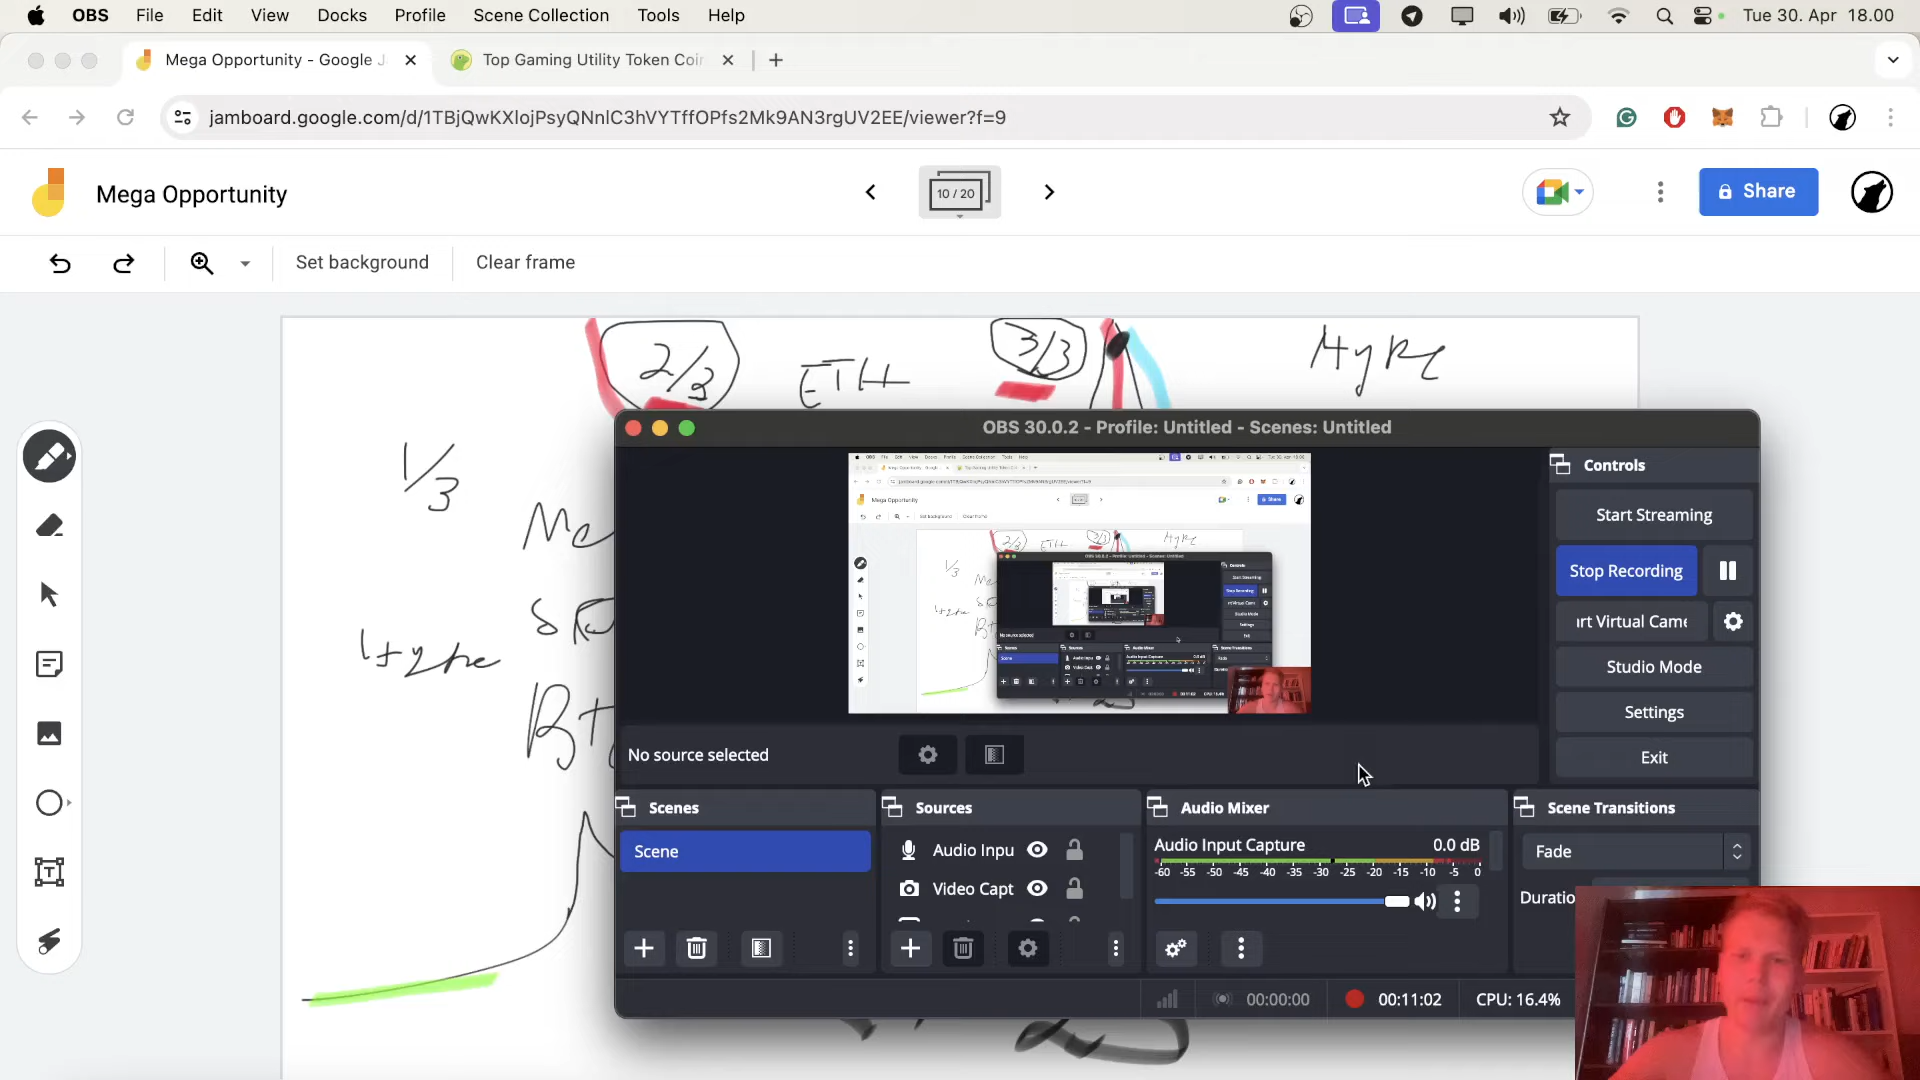 OBS File Edit View Docks Profile Scene Collection Tools Help Tue 30. Apr 18.00
Mega Opportunity - Google J Top Gaming Utility Token Coi
jamboard.google.com/d/1TBjQwKXlojPsyQNnlC3hVYTffOPfs2Mk9AN3rgUV2EE/viewer?f=9
Mega Opportunity 10 / 20 Share
Set background Clear frame
2/3 ETH 3/3 Hype
1/3
Hype
OBS 30.0.2 - Profile: Untitled - Scenes: Untitled
Controls
Start Streaming
Stop Recording
ırt Virtual Came
Studio Mode
Settings
Exit
No source selected
Scenes Sources Audio Mixer Scene Transitions
Scene
Audio Inpu
Video Capt
Audio Input Capture 0.0 dB
-60 -55 -50 -45 -40 -35 -30 -25 -20 -15 -10 -5 0
Fade
Duratio
00:00:00 00:11:02 CPU: 16.4%